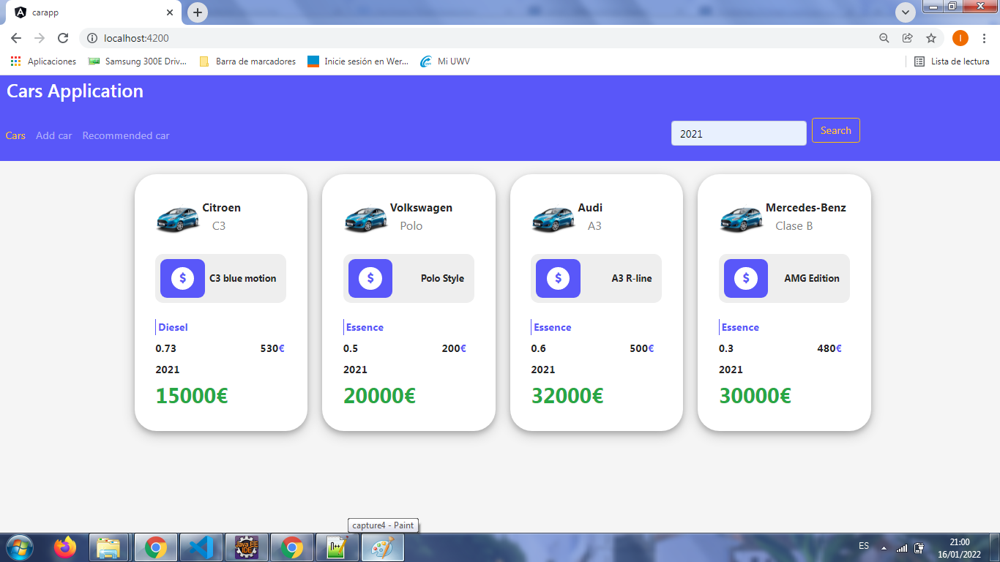 carapp
localhost:4200
Aplicaciones
Samsung 300E Driv...
Barra de marcadores
Inicie sesión en Wer...
Mi UWV
Lista de lectura
I
Cars Application
Cars
Add car
Recommended car
2021
Search
Citroen
C3
$
C3 blue motion
Diesel
0.73
530€
2021
15000€
Volkswagen
Polo
$
Polo Style
Essence
0.5
200€
2021
20000€
Audi
A3
$
A3 R-line
Essence
0.6
500€
2021
32000€
Mercedes-Benz
Clase B
$
AMG Edition
Essence
0.3
480€
2021
30000€
capture4 - Paint
Java EE
IDE
ES
21:00
16/01/2022